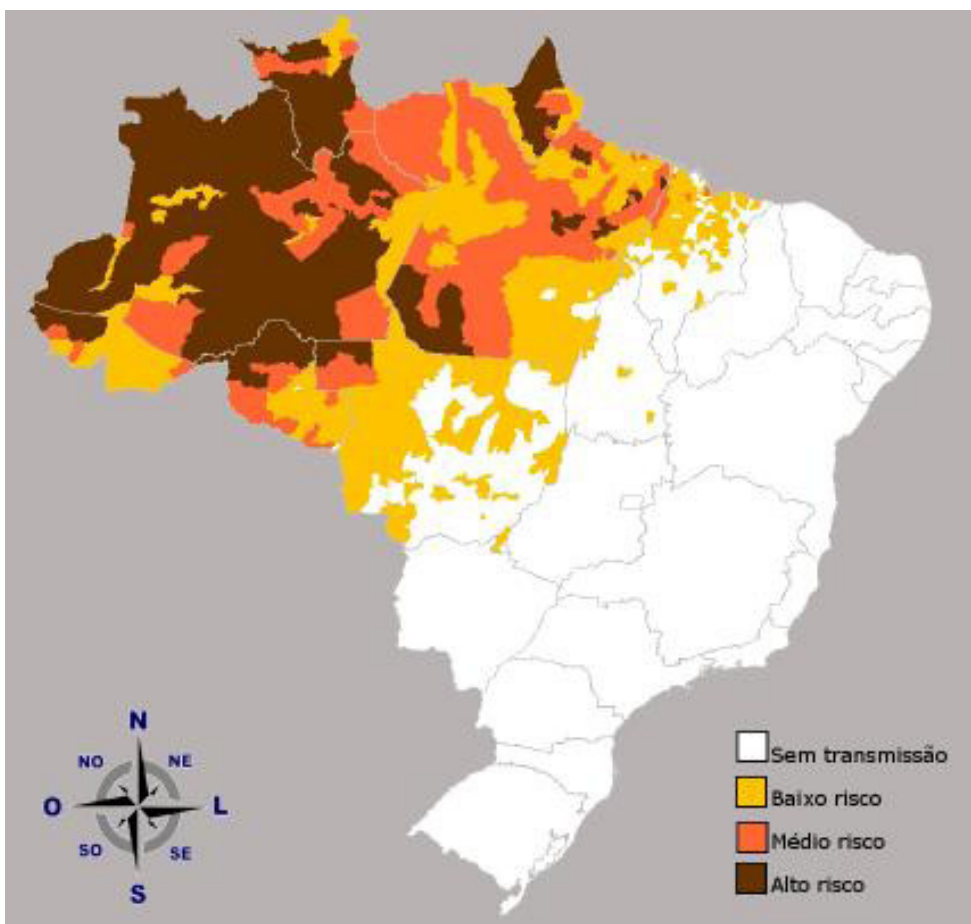 N
NO
NE
O
L
SO
SE
S
Sem transmissão
Baixo risco
Médio risco
Alto risco